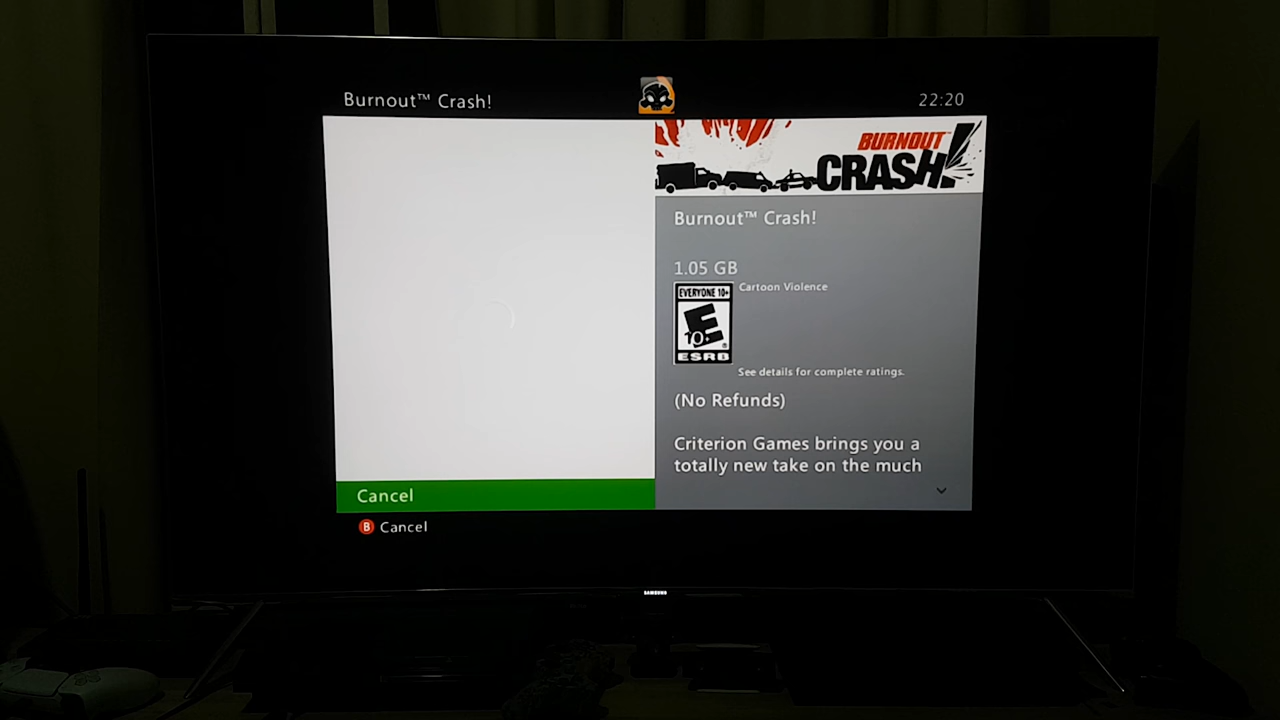 Burnout™ Crash!
22:20
BURNOUT™
CRASH!
Burnout™ Crash!
1.05 GB
EVERYONE 10+
Cartoon Violence
E
10+
®
ESRB
See details for complete ratings.
(No Refunds)
Criterion Games brings you a
totally new take on the much
Cancel
B Cancel
SAMSUNG